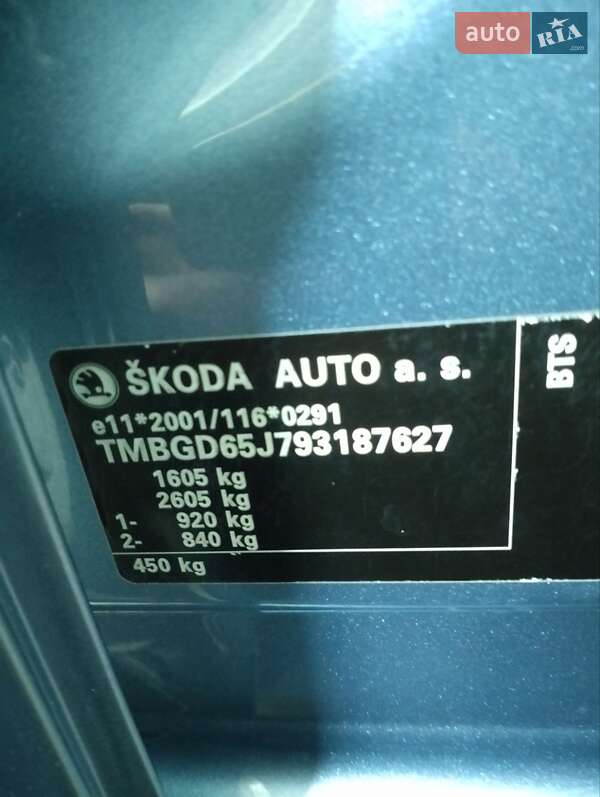 auto RIA .com
ŠKODA AUTO a. s.
BTS
e11*2001/116*0291
TMBGD65J793187627
1605 kg
2605 kg
1- 920 kg
2- 840 kg
450 kg